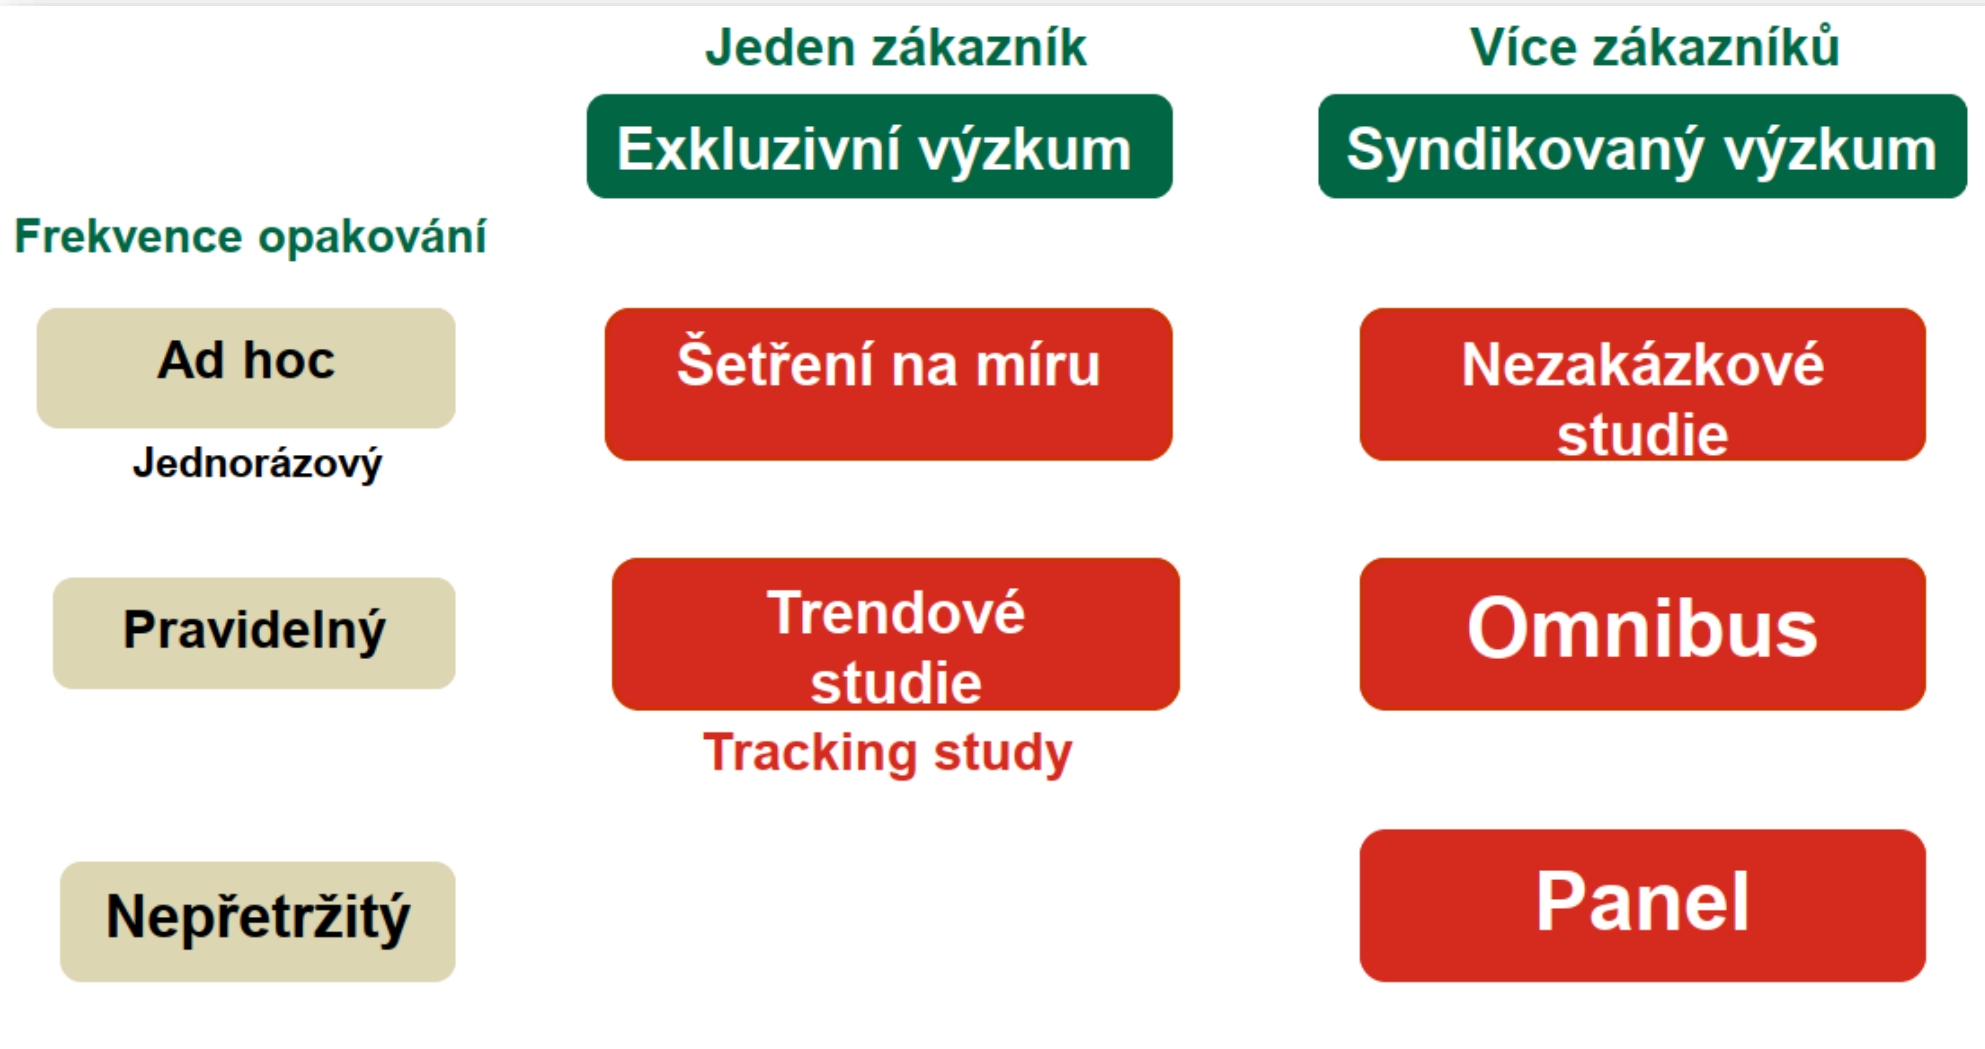 Jeden zákazník
Více zákazníků
Exkluzivní výzkum
Syndikovaný výzkum
Frekvence opakování
Ad hoc
Šetření na míru
Nezakázkové
studie
Jednorázový
Pravidelný
Trendové
studie
Omnibus
Tracking study
Nepřetržitý
Panel